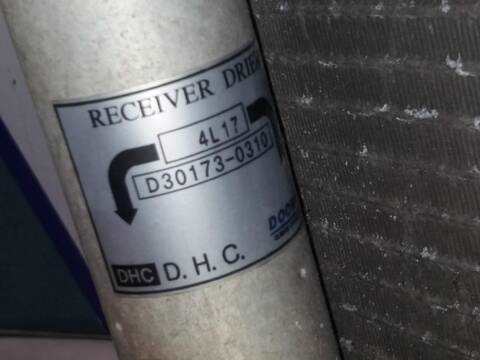 RECEIVER DRIER
4L17
D30173-0310
DHC D. H. C.